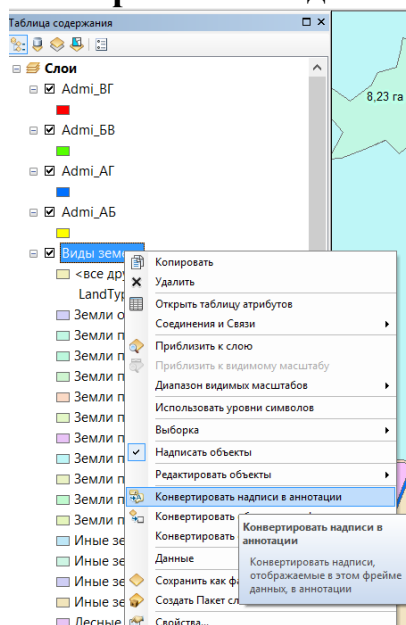 Таблица содержания
Слои
Admi_ВГ
8,23 га
Admi_БВ
Admi_АГ
Admi_АБ
Виды земе
Копировать
<все дру
Удалить
LandTyp
Открыть таблицу атрибутов
Земли о
Соединения и Связи
Земли п
Приблизить к слою
Земли п
Приблизить к видимому масштабу
Земли п
Диапазон видимых масштабов
Земли п
Использовать уровни символов
Земли п
Выборка
Земли п
Надписать объекты
Земли п
Редактировать объекты
Земли п
Земли п
Конвертировать надписи в аннотации
Земли п
Конвертировать
Конвертировать надписи в
аннотации
Иные зе
Конвертировать
Иные зе
Данные
Конвертировать надписи,
отображаемые в этом фрейме
данных, в аннотации
Иные зе
Сохранить как фа
Иные зе
Создать Пакет сл
Лесные
Свойства...